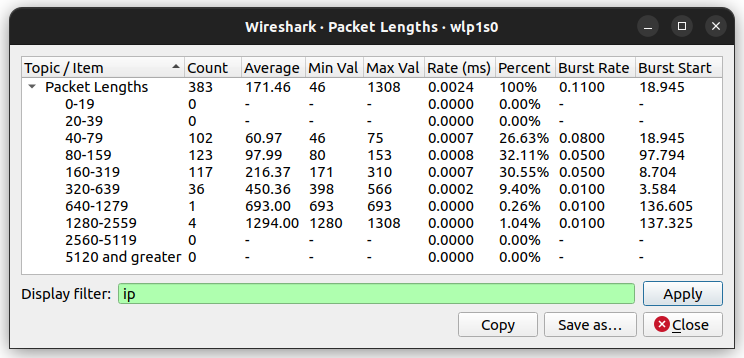 Wireshark · Packet Lengths · wlp1s0
Topic / Item Count Average Min Val Max Val Rate (ms) Percent Burst Rate Burst Start
Packet Lengths 383 171.46 46 1308 0.0024 100% 0.1100 18.945
0-19 0 - - - 0.0000 0.00% - -
20-39 0 - - - 0.0000 0.00% - -
40-79 102 60.97 46 75 0.0007 26.63% 0.0800 18.945
80-159 123 97.99 80 153 0.0008 32.11% 0.0500 97.794
160-319 117 216.37 171 310 0.0007 30.55% 0.0500 8.704
320-639 36 450.36 398 566 0.0002 9.40% 0.0100 3.584
640-1279 1 693.00 693 693 0.0000 0.26% 0.0100 136.605
1280-2559 4 1294.00 1280 1308 0.0000 1.04% 0.0100 137.325
2560-5119 0 - - - 0.0000 0.00% - -
5120 and greater 0 - - - 0.0000 0.00% - -
Display filter: ip Apply
Copy Save as... Close